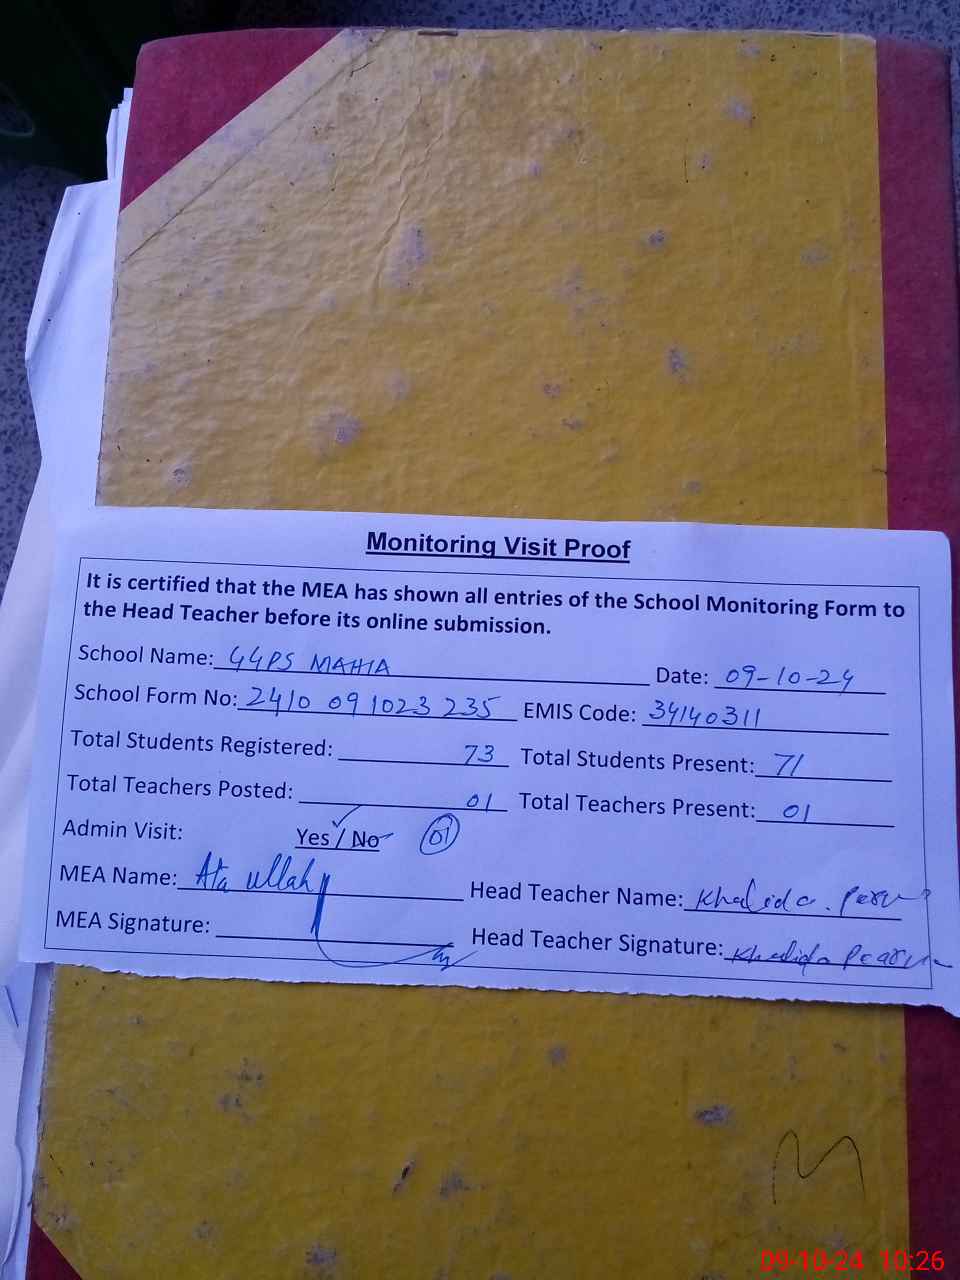 Monitoring Visit Proof
It is certified that the MEA has shown all entries of the School Monitoring Form to
the Head Teacher before its online submission.
School Name: GGPS MAHIA Date: 09-10-24
School Form No: 2410 09 1023 235 EMIS Code: 34140311
Total Students Registered: 73 Total Students Present: 71
Total Teachers Posted: 01 Total Teachers Present: 01
Admin Visit: Yes / No 01
MEA Name: Ata ullah Head Teacher Name: Khalida.
MEA Signature: Head Teacher Signature: Khalida
M
09-10-24 10:26